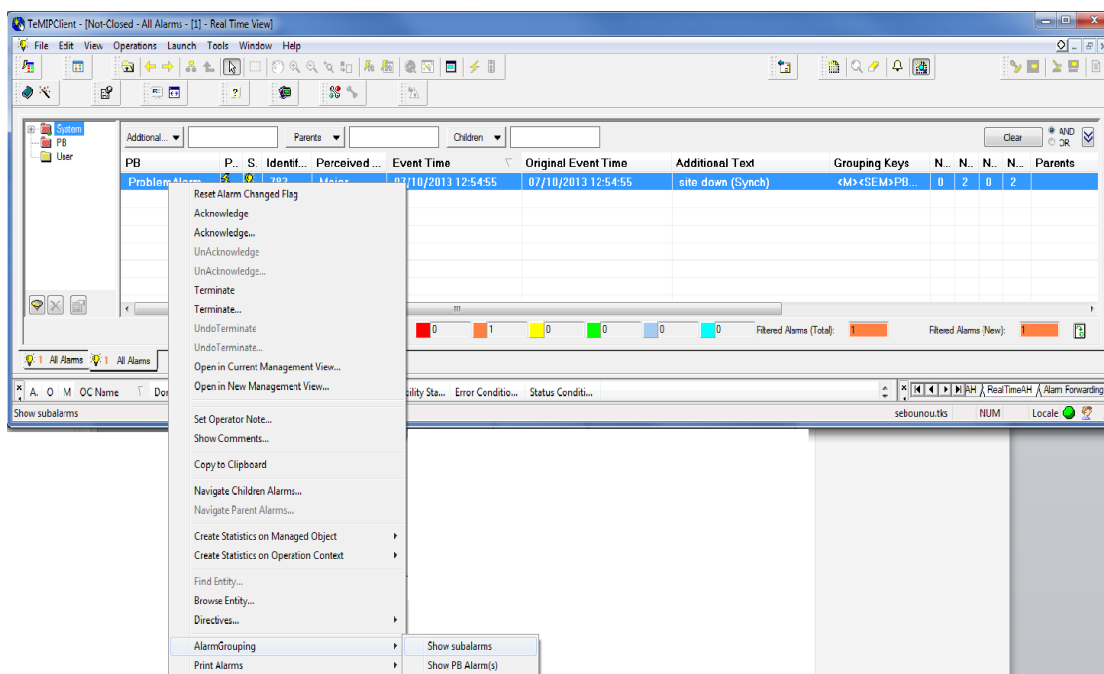 TeMIPClient - [Not-Closed - All Alarms - [1] - Real Time View]
File Edit View Operations Launch Tools Window Help
System
PB
User
Addtional... Parents Children Clear AND OR
PB P.. S. Identif... Perceived ... Event Time Original Event Time Additional Text Grouping Keys N... N... N... N... Parents
ProblemAlarm 782 Major 07/10/2013 12:54:55 07/10/2013 12:54:55 site down (Synch) <M><SEM>PB... 0 2 0 2
Reset Alarm Changed Flag
Acknowledge
Acknowledge...
UnAcknowledge
UnAcknowledge...
Terminate
Terminate...
UndoTerminate
UndoTerminate...
Open in Current Management View...
Open in New Management View...
Set Operator Note...
Show Comments...
Copy to Clipboard
Navigate Children Alarms...
Navigate Parent Alarms...
Create Statistics on Managed Object
Create Statistics on Operation Context
Find Entity...
Browse Entity...
Directives...
AlarmGrouping
Print Alarms
Show subalarms
Show PB Alarm(s)
0 1 0 0 0 0 Filtered Alarms (Total): 1 Filtered Alarms (New): 1
1 All Alarms 1 All Alarms
A. O M OC Name Dor sility Sta... Error Conditio... Status Conditi... AH RealTimeAH Alarm Forwarding
Show subalarms sebounou.tks NUM Locale